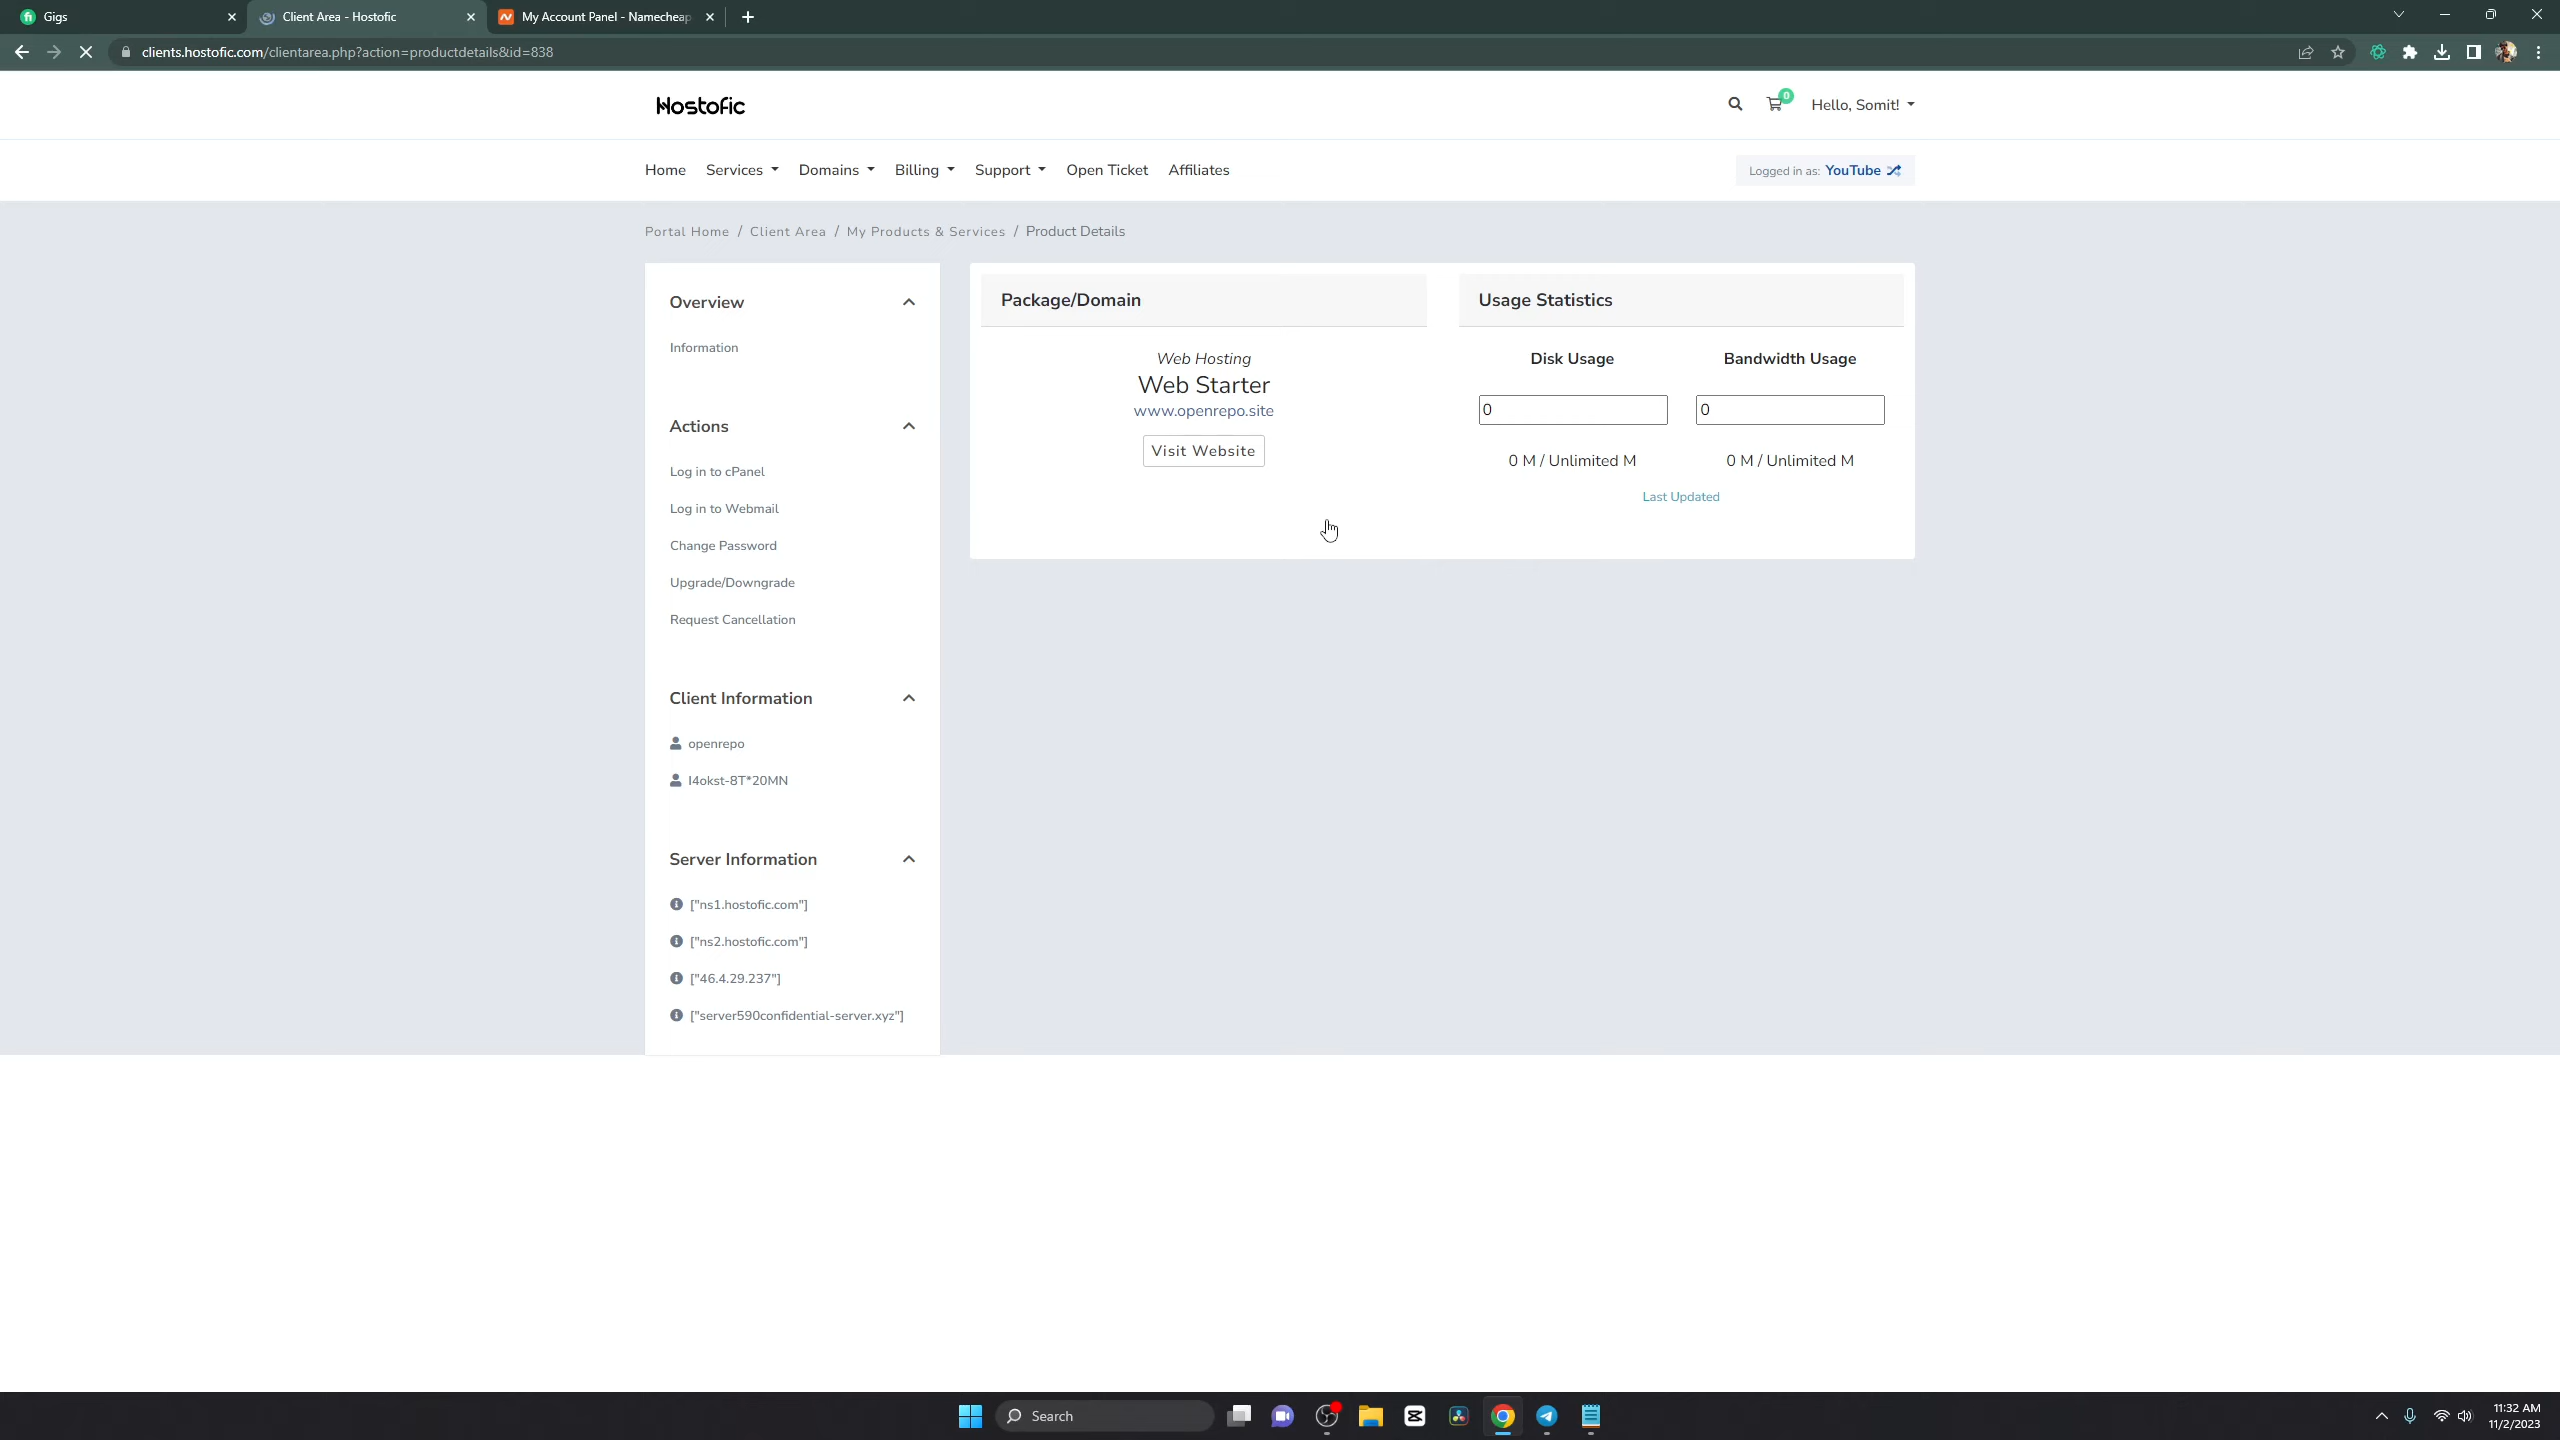 Gigs
Client Area - Hostofic
My Account Panel - Namecheap
clients.hostofic.com/clientarea.php?action=productdetails&id=838
Hostofic
0
Hello, Somit!
Home Services Domains Billing Support Open Ticket Affiliates
Logged in as: YouTube
Portal Home / Client Area / My Products & Services / Product Details
Overview
Information
Actions
Log in to cPanel
Log in to Webmail
Change Password
Upgrade/Downgrade
Request Cancellation
Client Information
openrepo
I4okst-8T*20MN
Server Information
["ns1.hostofic.com"]
["ns2.hostofic.com"]
["46.4.29.237"]
["server590confidential-server.xyz"]
Package/Domain
Web Hosting
Web Starter
www.openrepo.site
Visit Website
Usage Statistics
Disk Usage
0
0 M / Unlimited M
Bandwidth Usage
0
0 M / Unlimited M
Last Updated
Search
11:32 AM
11/2/2023